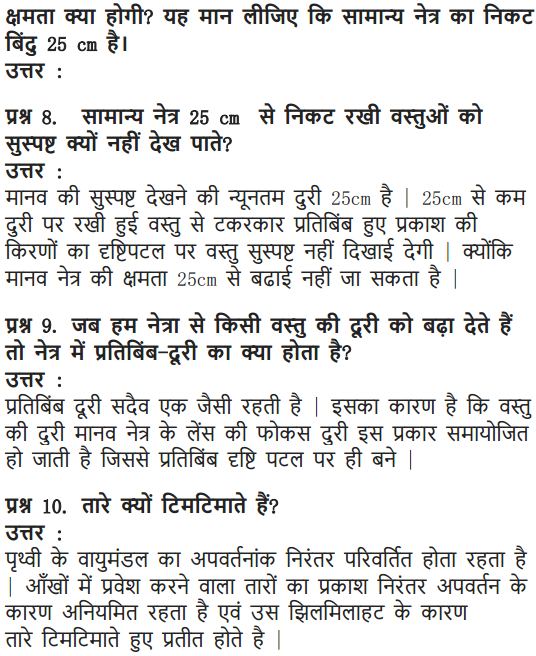 क्षमता क्या होगी? यह मान लीजिए कि सामान्य नेत्र का निकट
बिंदु 25 cm है।
उत्तर :
प्रश्न 8. सामान्य नेत्र 25 cm से निकट रखी वस्तुओं को
सुस्पष्ट क्यों नहीं देख पाते?
उत्तर :
मानव की सुस्पष्ट देखने की न्यूनतम दुरी 25cm है | 25cm से कम
दुरी पर रखी हुई वस्तु से टकरकार प्रतिबिंब हुए प्रकाश की
किरणों का दृष्टिपटल पर वस्तु सुस्पष्ट नहीं दिखाई देगी | क्योंकि
मानव नेत्र की क्षमता 25cm से बढाई नहीं जा सकता है |
प्रश्न 9. जब हम नेत्रा से किसी वस्तु की दूरी को बढ़ा देते हैं
तो नेत्र में प्रतिबिंब-दूरी का क्या होता है?
उत्तर :
प्रतिबिंब दूरी सदैव एक जैसी रहती है | इसका कारण है कि वस्तु
की दुरी मानव नेत्र के लेंस की फोकस दुरी इस प्रकार समायोजित
हो जाती है जिससे प्रतिबिंब दृष्टि पटल पर ही बने |
प्रश्न 10. तारे क्यों टिमटिमाते हैं?
उत्तर :
पृथ्वी के वायुमंडल का अपवर्तनांक निरंतर परिवर्तित होता रहता है
| आँखों में प्रवेश करने वाला तारों का प्रकाश निरंतर अपवर्तन के
कारण अनियमित रहता है एवं उस झिलमिलाहट के कारण
तारे टिमटिमाते हुए प्रतीत होते है |